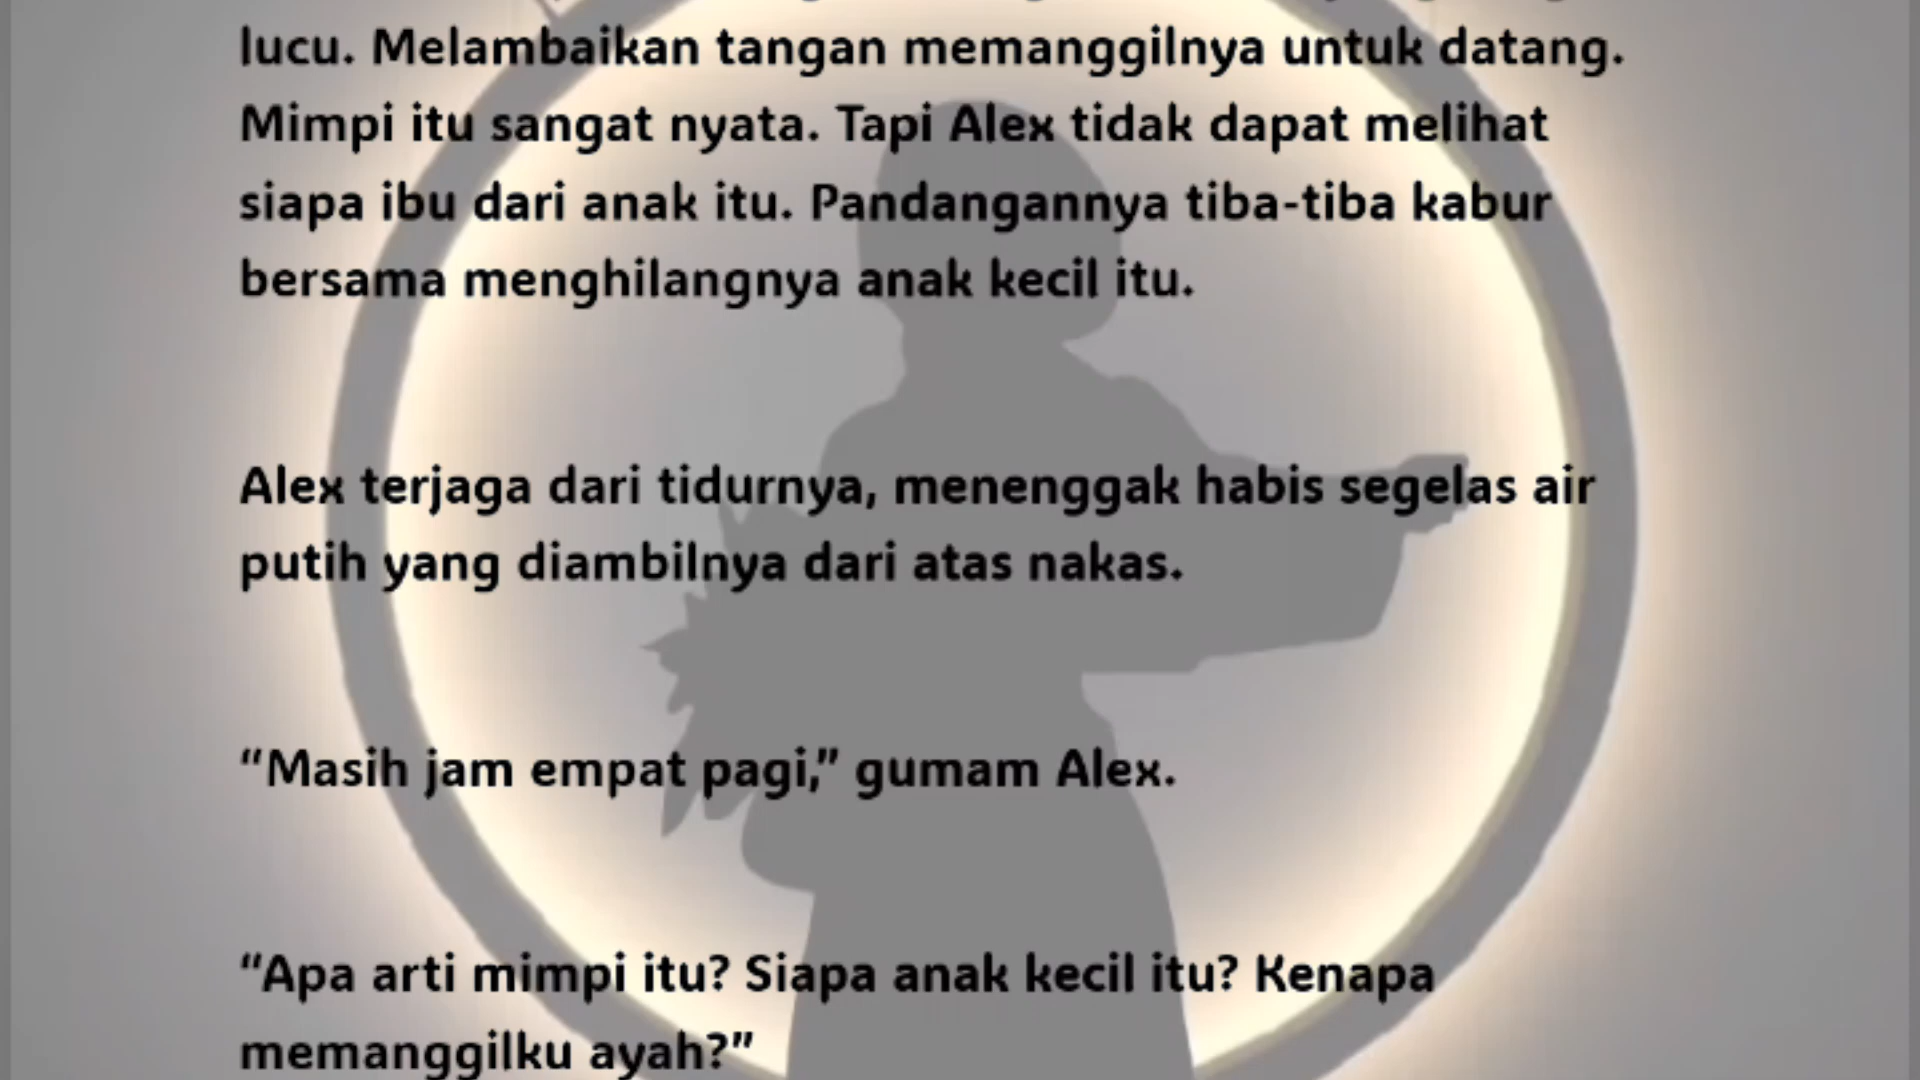 lucu. Melambaikan tangan memanggilnya untuk datang.
Mimpi itu sangat nyata. Tapi Alex tidak dapat melihat
siapa ibu dari anak itu. Pandangannya tiba-tiba kabur
bersama menghilangnya anak kecil itu.
Alex terjaga dari tidurnya, menenggak habis segelas air
putih yang diambilnya dari atas nakas.
“Masih jam empat pagi,” gumam Alex.
“Apa arti mimpi itu? Siapa anak kecil itu? Kenapa
memanggilku ayah?”